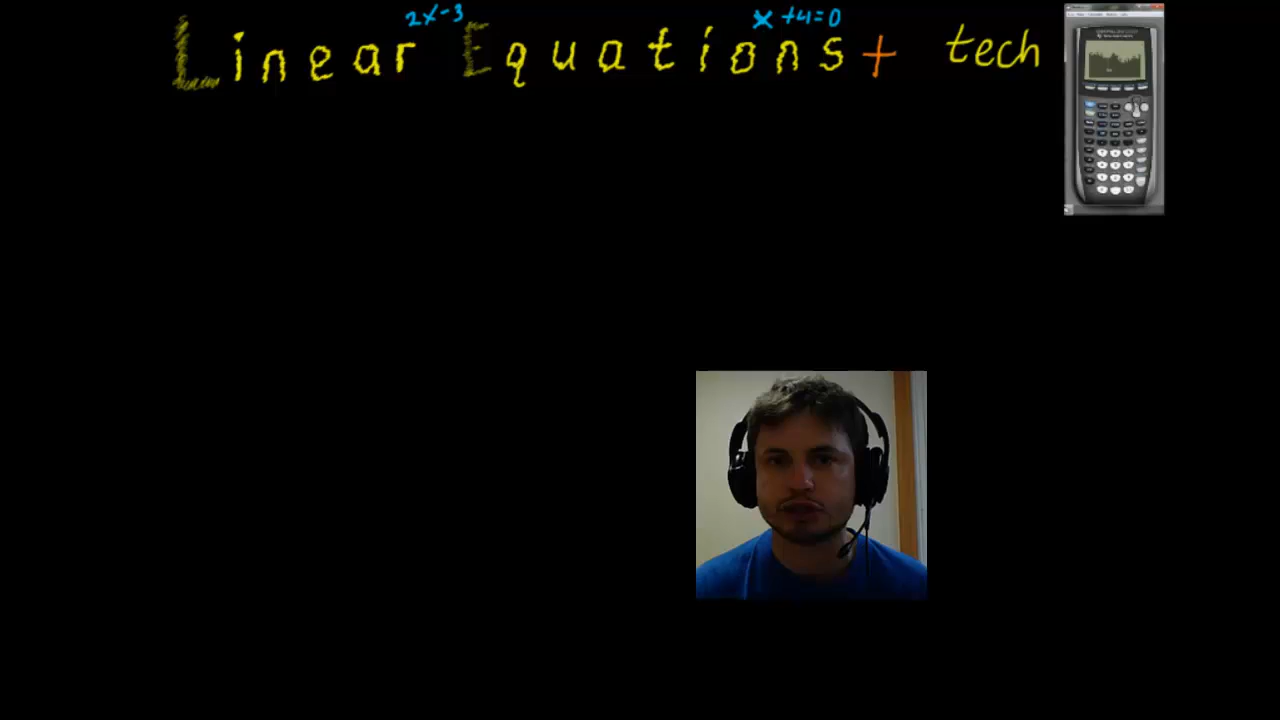 2x-3 x+4=0
Linear Equations + tech